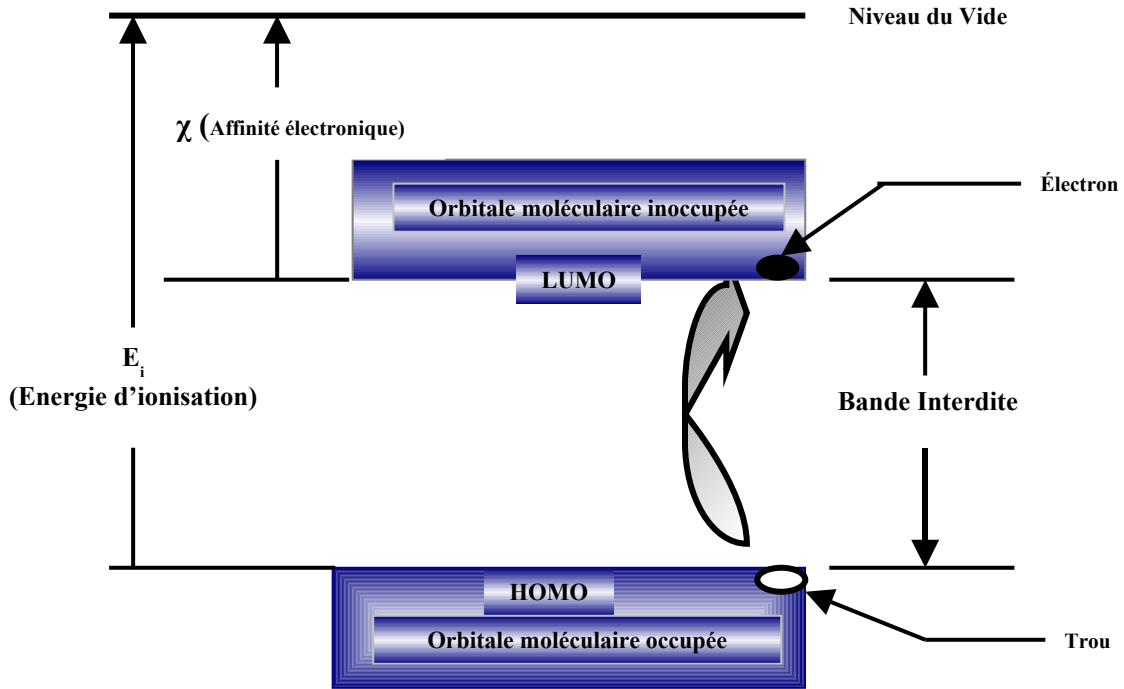 Niveau du Vide
χ (Affinité électronique)
Orbitale moléculaire inoccupée
Électron
LUMO
E_i
(Energie d'ionisation)
Bande Interdite
HOMO
Orbitale moléculaire occupée
Trou